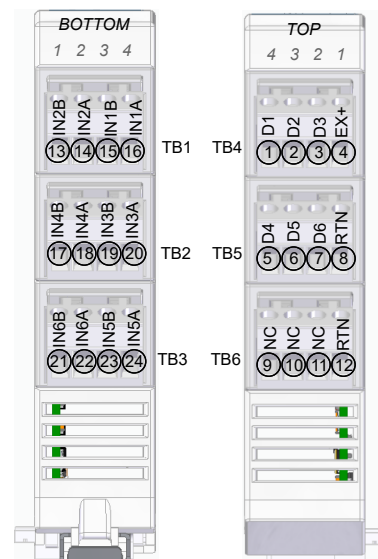 BOTTOM
1 2 3 4
IN2B IN2A IN1B IN1A
13 14 15 16
TB1
IN4B IN4A IN3B IN3A
17 18 19 20
TB2
IN6B IN6A IN5B IN5A
21 22 23 24
TB3
TOP
4 3 2 1
TB4
D1 D2 D3 EX+
1 2 3 4
TB5
D4 D5 D6 RTN
5 6 7 8
TB6
NC NC NC RTN
9 10 11 12